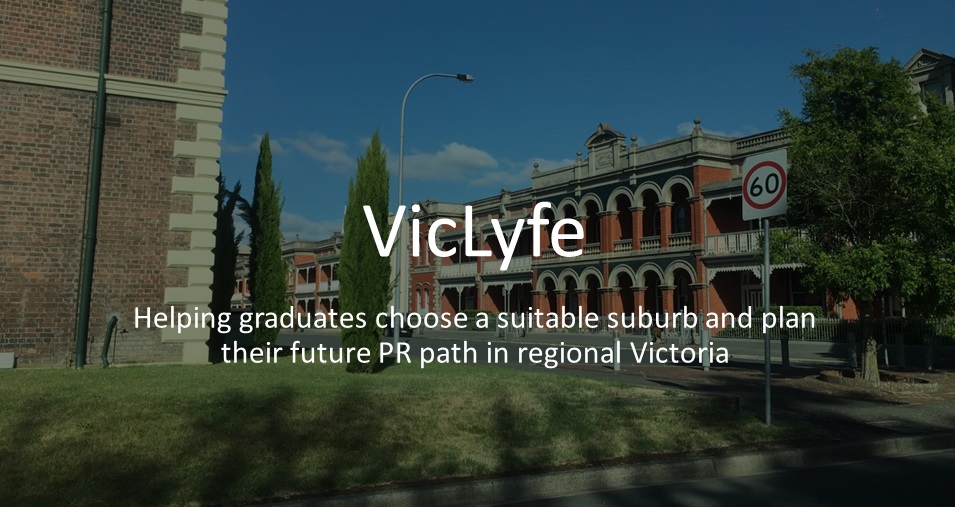 60
VicLyfe
Helping graduates choose a suitable suburb and plan
their future PR path in regional Victoria